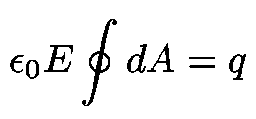 ϵ₀E ∮ dA = q